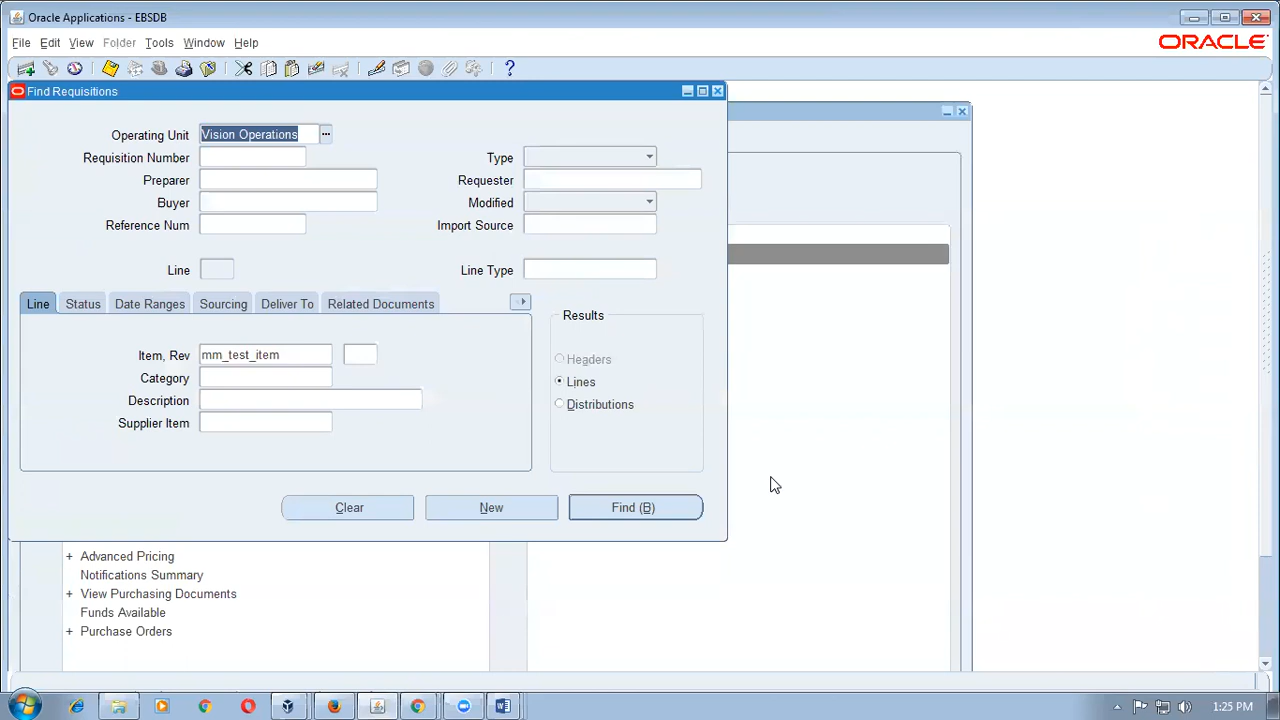 Oracle Applications - EBSDB
File Edit View Folder Tools Window Help
ORACLE
Find Requisitions
Operating Unit Vision Operations
Requisition Number Type
Preparer Requester
Buyer Modified
Reference Num Import Source
Line Line Type
Line Status Date Ranges Sourcing Deliver To Related Documents
Results
Item, Rev mm_test_item
Headers
Category
Lines
Description
Distributions
Supplier Item
Clear New Find (B)
+ Advanced Pricing
Notifications Summary
+ View Purchasing Documents
Funds Available
+ Purchase Orders
1:25 PM